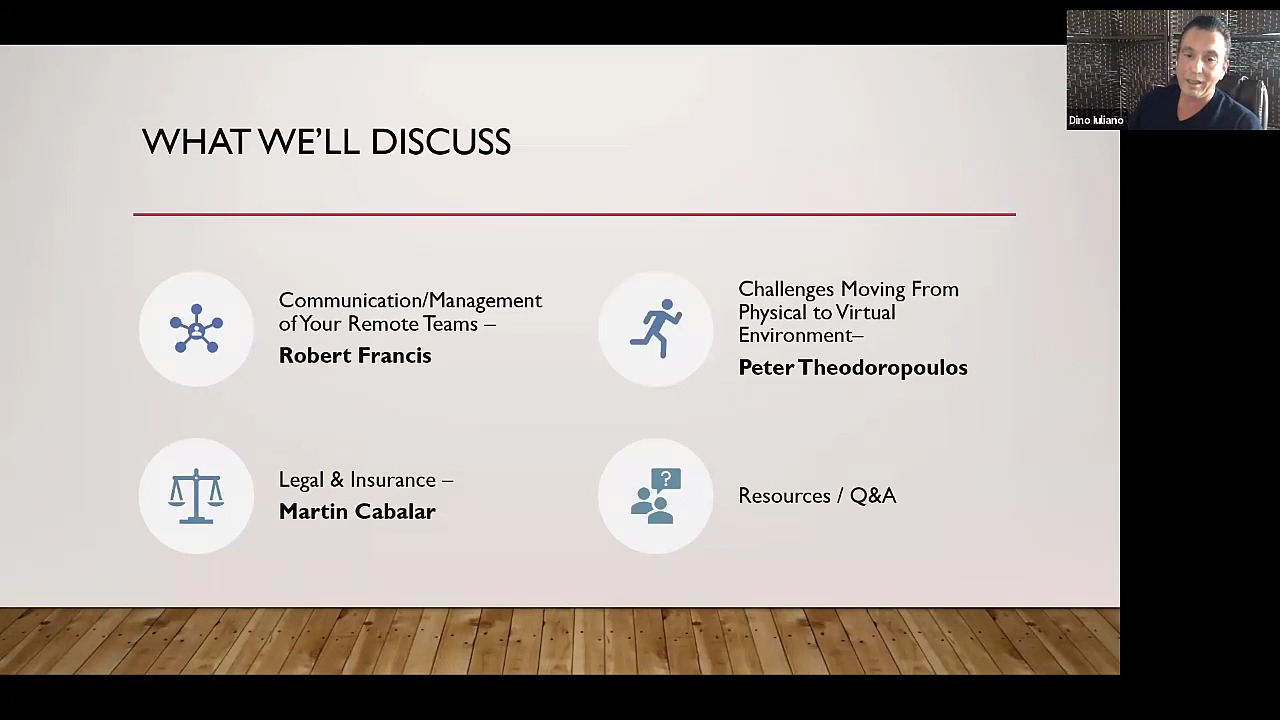 WHAT WE'LL DISCUSS
Communication/Management
of Your Remote Teams –
Robert Francis
Challenges Moving From
Physical to Virtual
Environment–
Peter Theodoropoulos
Legal & Insurance –
Martin Cabalar
?
Resources / Q&A
Dino Iuliano